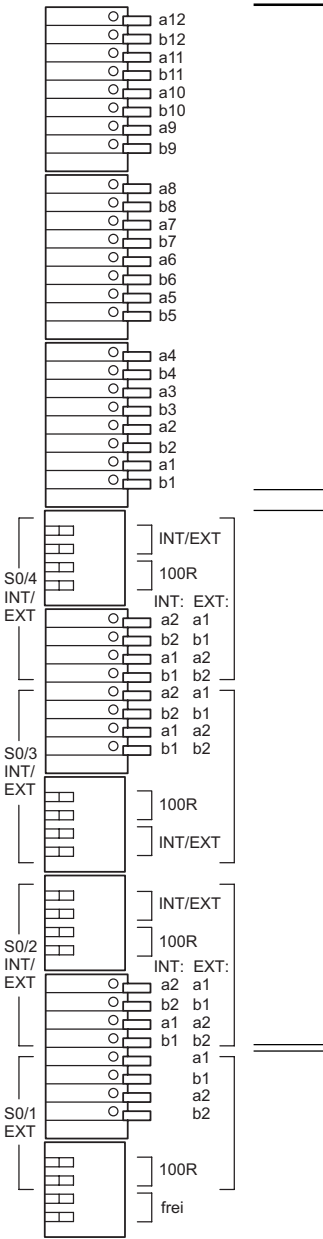 a12
b12
a11
b11
a10
b10
a9
b9
a8
b8
a7
b7
a6
b6
a5
b5
a4
b4
a3
b3
a2
b2
a1
b1
S0/4
INT/
EXT
INT/EXT
100R
INT: EXT:
a2 a1
b2 b1
a1 a2
b1 b2
S0/3
INT/
EXT
a2 a1
b2 b1
a1 a2
b1 b2
100R
INT/EXT
S0/2
INT/
EXT
INT/EXT
100R
INT: EXT:
a2 a1
b2 b1
a1 a2
b1 b2
S0/1
EXT
a1
b1
a2
b2
100R
frei